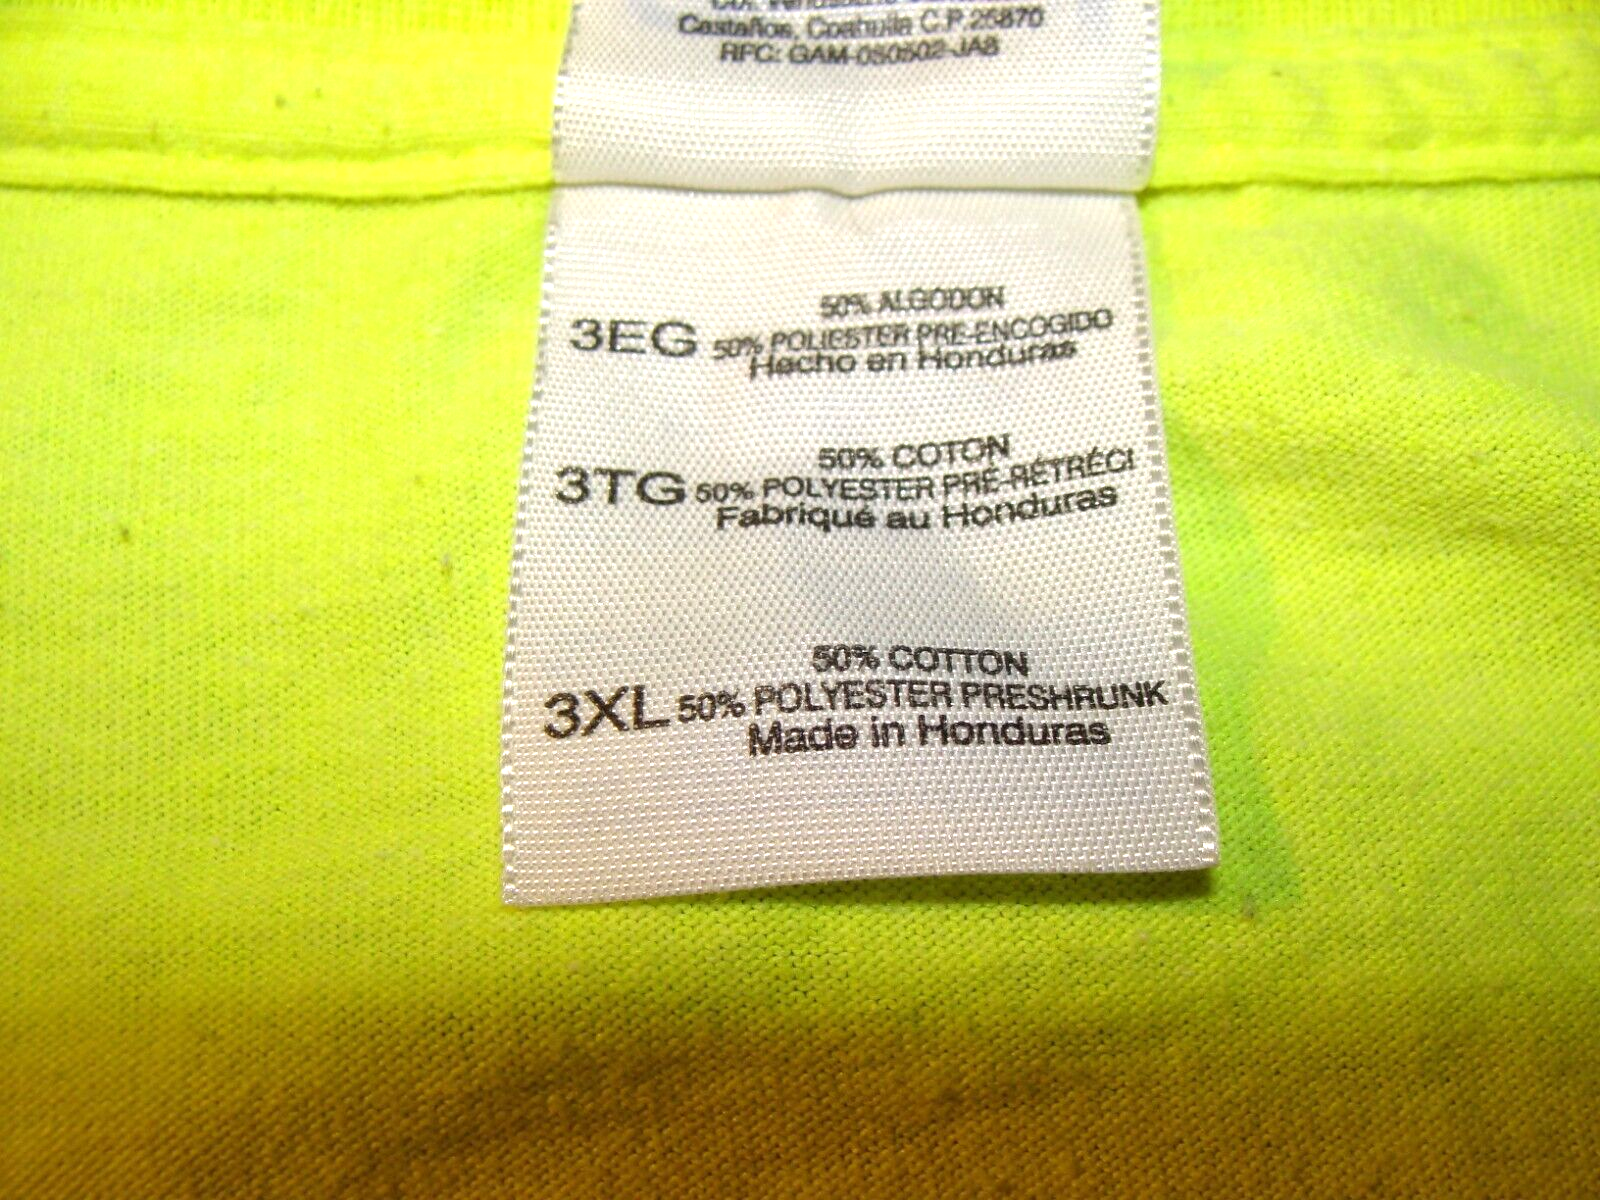 Castaños, Coahuila C.P. 25870
RFC: GAM-050502-JA8
50% ALGODON
3EG 50% POLIESTER PRE-ENCOGIDO
Hecho en Honduras
50% COTON
3TG 50% POLYESTER PRÉ-RÉTRÉCI
Fabriqué au Honduras
50% COTTON
3XL 50% POLYESTER PRESHRUNK
Made in Honduras